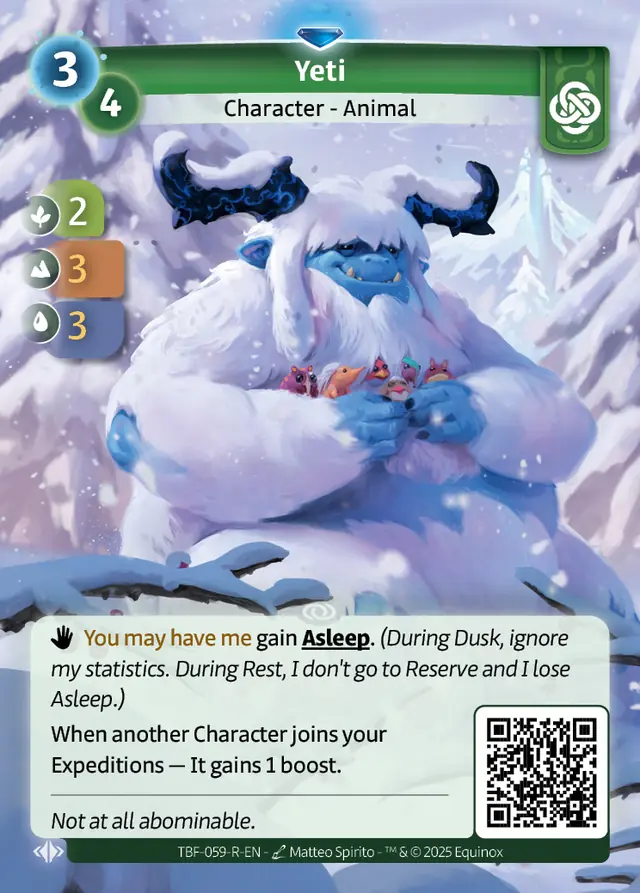 3
Yeti
4
Character - Animal
2
3
3
You may have me gain Asleep. (During Dusk, ignore
my statistics. During Rest, I don't go to Reserve and I lose
Asleep.)
When another Character joins your
Expeditions — It gains 1 boost.
Not at all abominable.
TBF-059-R-EN - Matteo Spirito - ™ & © 2025 Equinox